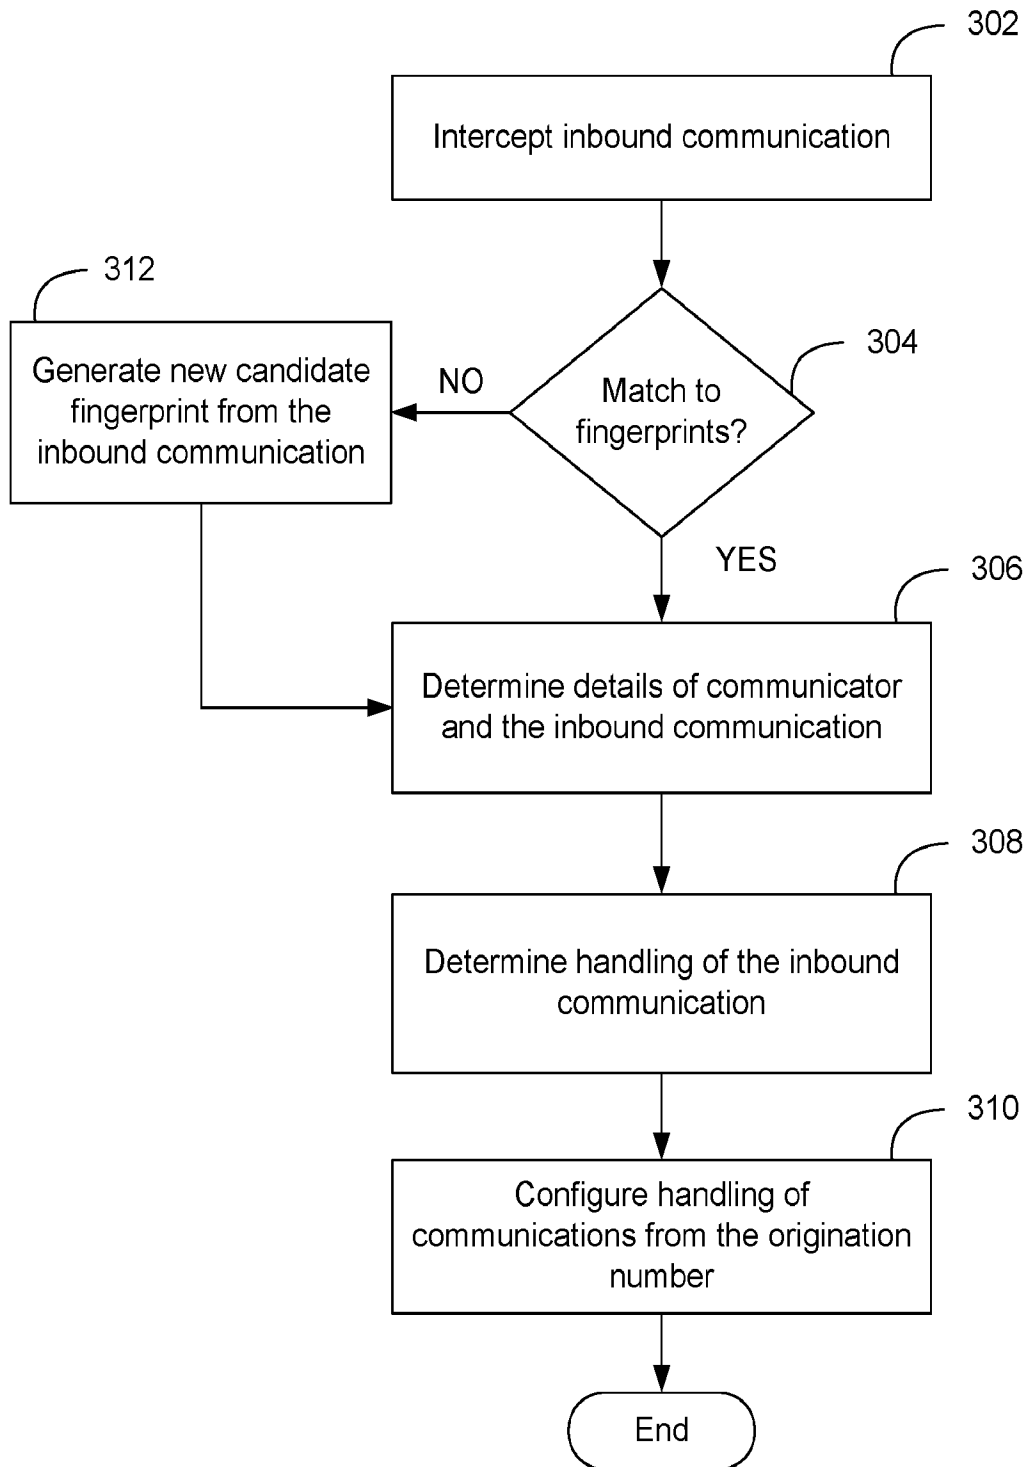 302
Intercept inbound communication
312
304
Generate new candidate
fingerprint from the
inbound communication
NO
Match to
fingerprints?
YES
306
Determine details of communicator
and the inbound communication
308
Determine handling of the inbound
communication
310
Configure handling of
communications from the origination
number
End